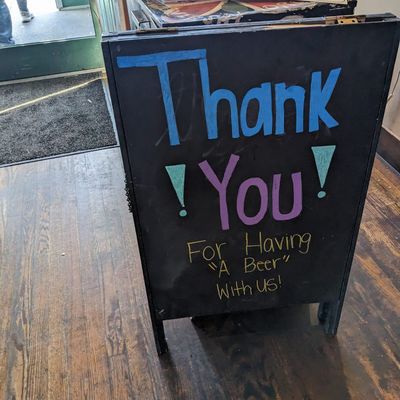 Thank
! You !
For Having
"A Beer"
With US!